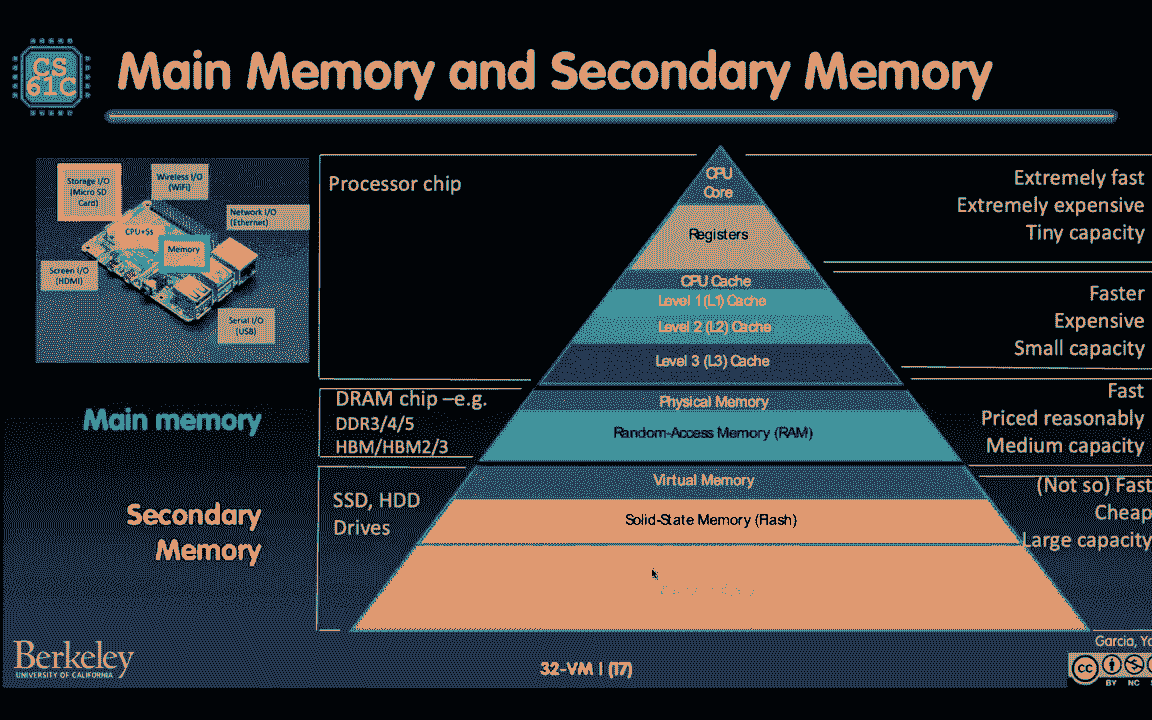 CS
61C
Main Memory and Secondary Memory
Storage I/O
(Micro SD
Card)
Wireless I/O
(WiFi)
Network I/O
(Ethernet)
CPU+$s
Memory
Screen I/O
(HDMI)
Serial I/O
(USB)
Processor chip
CPU
Core
Registers
CPU Cache
Level 1 (L1) Cache
Level 2 (L2) Cache
Level 3 (L3) Cache
Extremely fast
Extremely expensive
Tiny capacity
Faster
Expensive
Small capacity
Main memory
DRAM chip –e.g.
DDR3/4/5
HBM/HBM2/3
Physical Memory
Random-Access Memory (RAM)
Fast
Priced reasonably
Medium capacity
Secondary
Memory
SSD, HDD
Drives
Virtual Memory
Solid-State Memory (Flash)
(Not so) Fast
Cheap
Large capacity
Berkeley
UNIVERSITY OF CALIFORNIA
32-VM I (17)
Garcia,
cc
BY NC